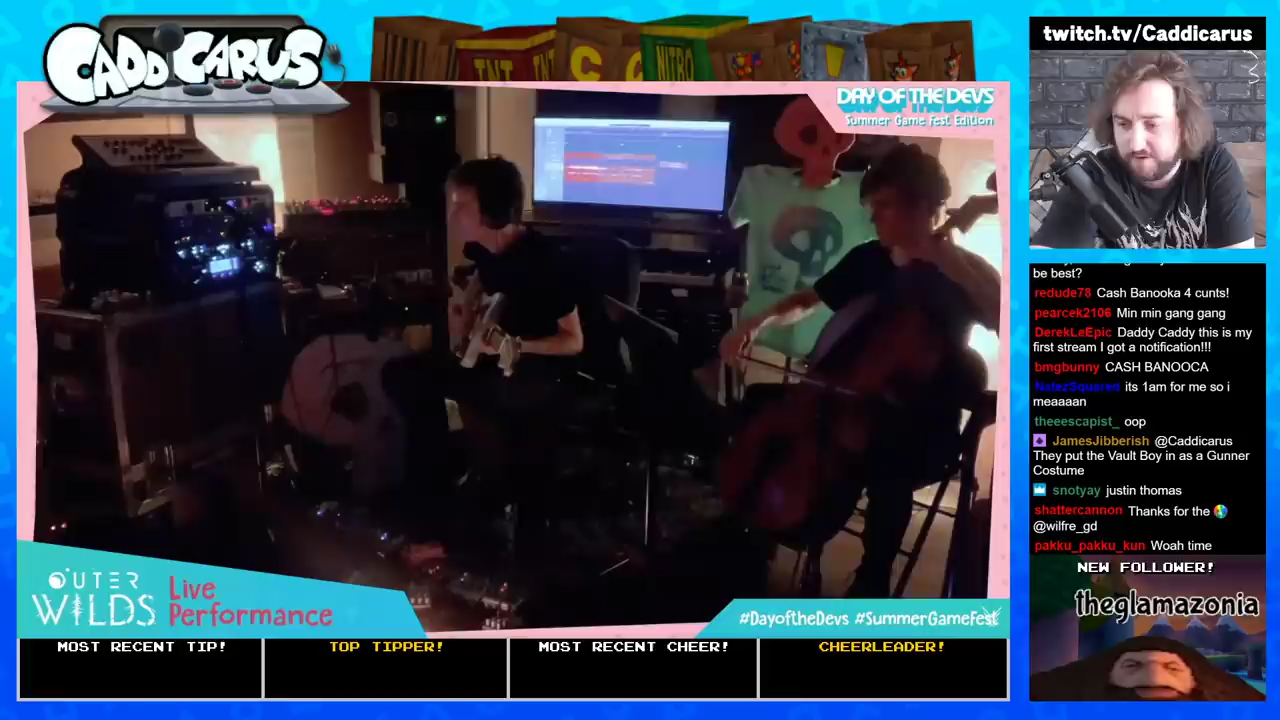 CADDICARUS
TNT
TNT
C
C
NITRO
DAY OF THE DEVS
Summer Game Fest Edition
OUTER
WILDS
Live
Performance
#DayoftheDevs #SummerGameFest
MOST RECENT TIP!
TOP TIPPER!
MOST RECENT CHEER!
CHEERLEADER!
twitch.tv/Caddicarus
be best?
redude78 Cash Banooka 4 cunts!
pearcek2106 Min min gang gang
DerekLeEpic Daddy Caddy this is my
first stream I got a notification!!!
bmgbunny CASH BANOOCA
NatezSquared its 1am for me so i
meaaaan
theeescapist_ oop
JamesJibberish @Caddicarus
They put the Vault Boy in as a Gunner
Costume
snotyay justin thomas
shattercannon Thanks for the
@wilfre_gd
pakku_pakku_kun Woah time
NEW FOLLOWER!
theglamazonia